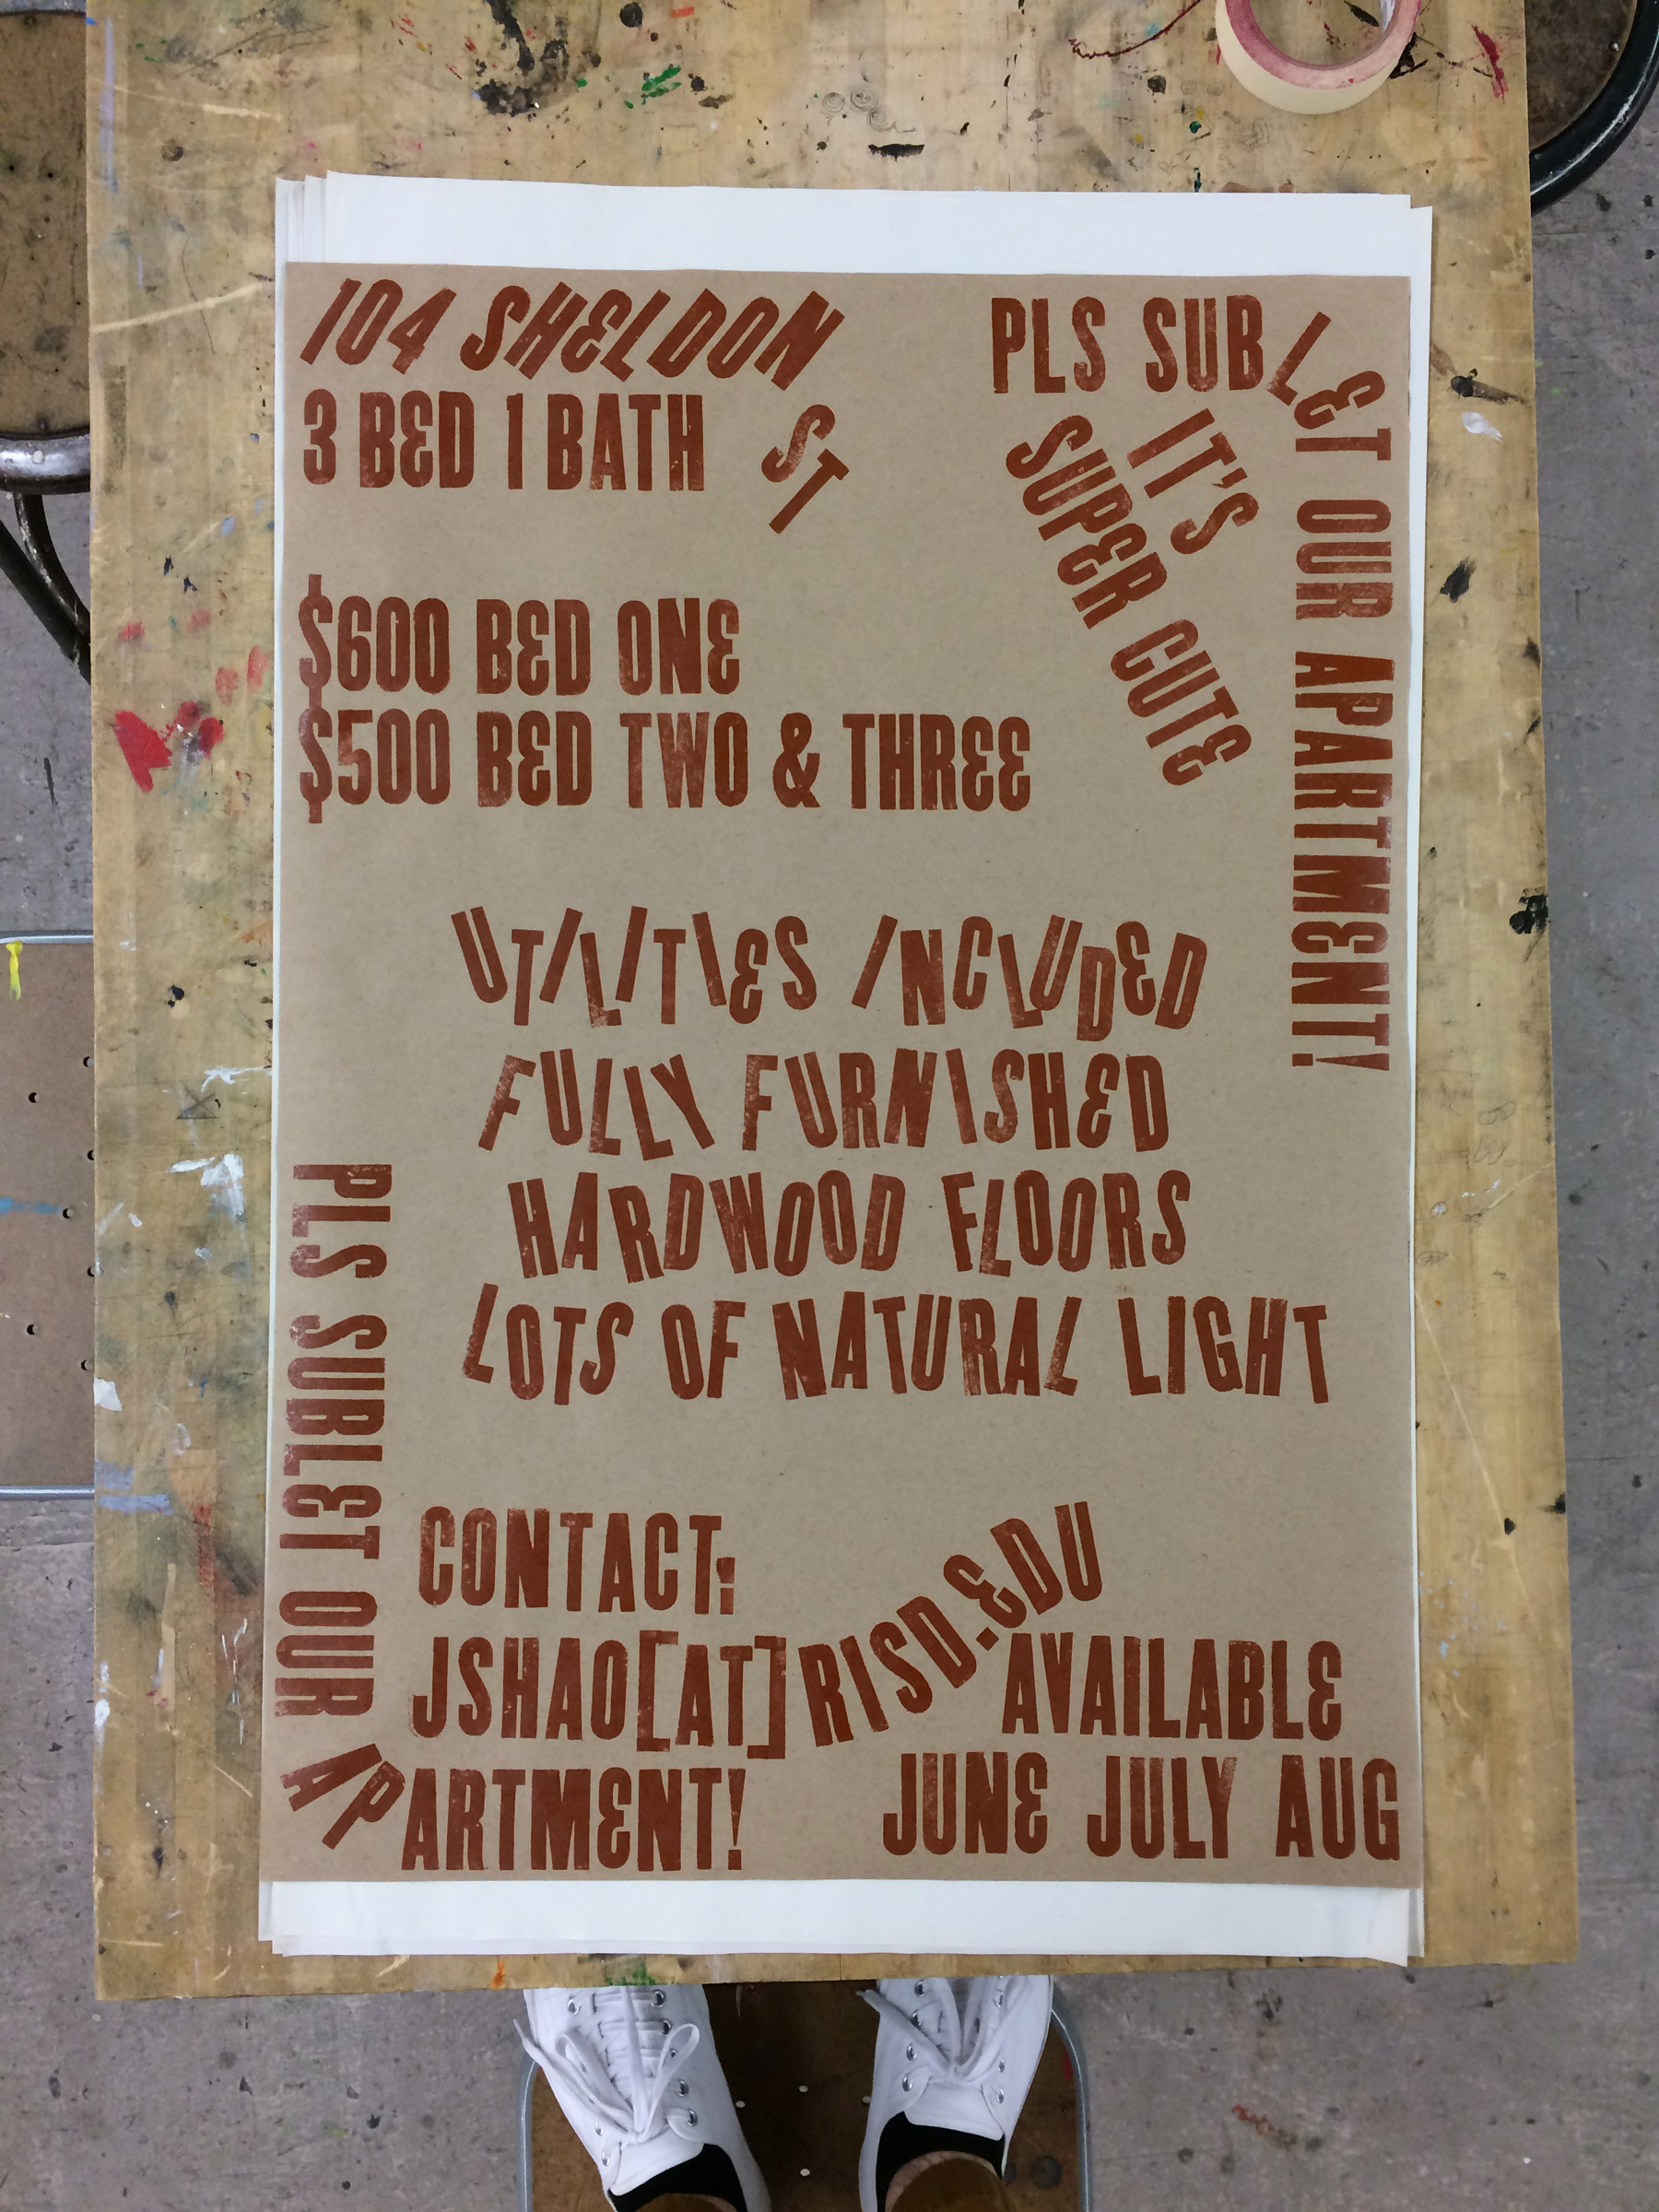 104 SHELDON ST
3 BED 1 BATH
PLS SUBLET OUR APARTMENT!
IT'S
SUPER CUTE
$600 BED ONE
$500 BED TWO & THREE
UTILITIES INCLUDED
FULLY FURNISHED
HARDWOOD FLOORS
LOTS OF NATURAL LIGHT
PLS SUBLET OUR APARTMENT!
CONTACT:
JSHAO[AT]RISD.EDU
AVAILABLE
JUNE JULY AUG